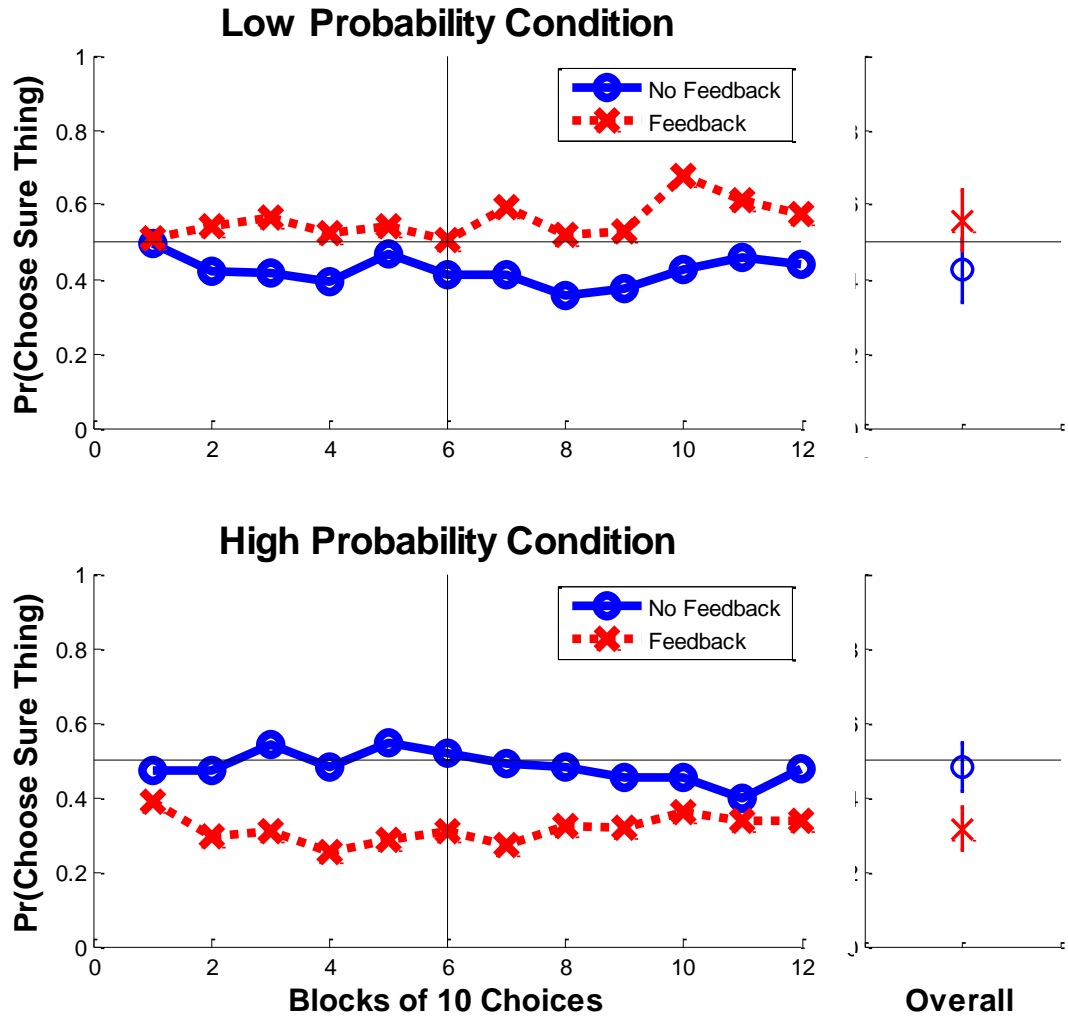 Low Probability Condition
Pr(Choose Sure Thing)
1
0.8
0.6
0.4
0.2
0
0 2 4 6 8 10 12
No Feedback
Feedback
High Probability Condition
Pr(Choose Sure Thing)
1
0.8
0.6
0.4
0.2
0
0 2 4 6 8 10 12
No Feedback
Feedback
Blocks of 10 Choices
Overall